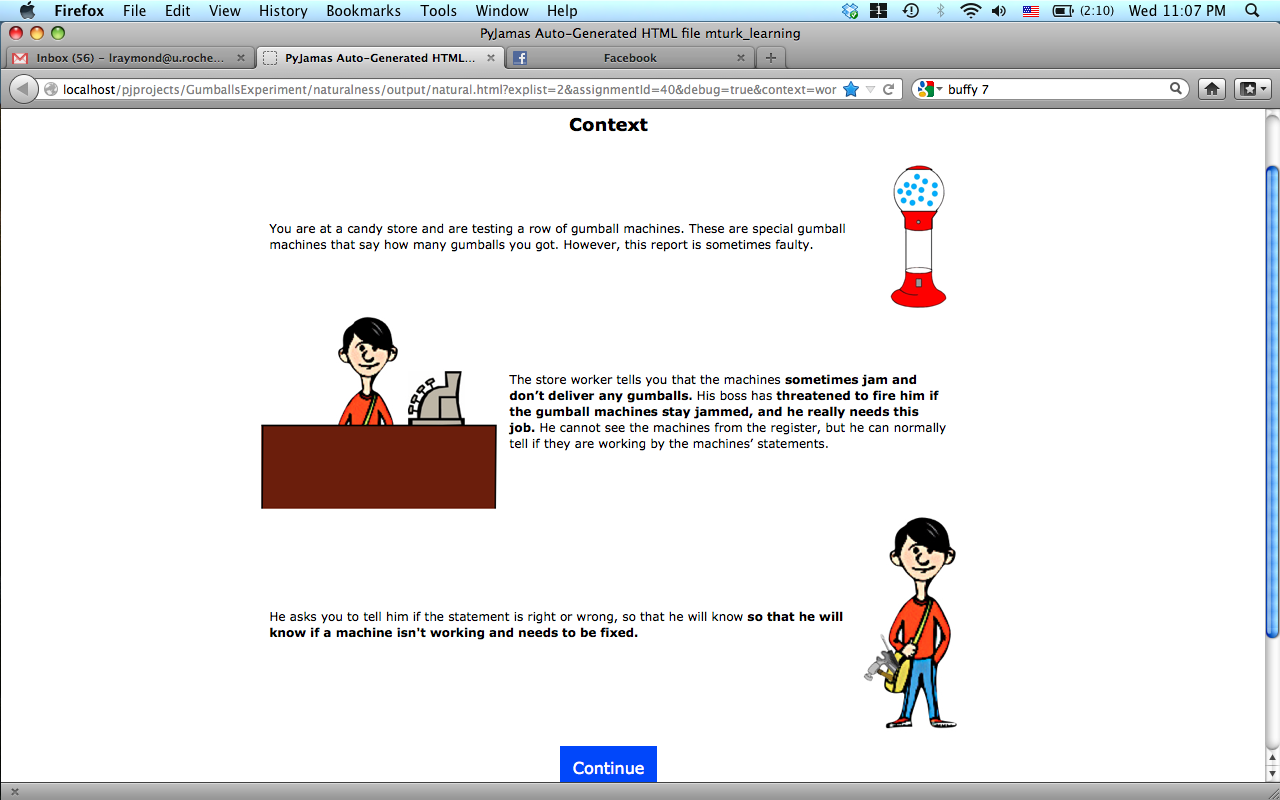 Firefox File Edit View History Bookmarks Tools Window Help 1 (2:10) Wed 11:07 PM
PyJamas Auto-Generated HTML file mturk_learning
Inbox (56) – lraymond@u.roche... PyJamas Auto-Generated HTML... Facebook
localhost/pjprojects/GumballsExperiment/naturalness/output/natural.html?explist=2&assignmentId=40&debug=true&context=wor buffy 7
Context
You are at a candy store and are testing a row of gumball machines. These are special gumball
machines that say how many gumballs you got. However, this report is sometimes faulty.
The store worker tells you that the machines sometimes jam and
don’t deliver any gumballs. His boss has threatened to fire him if
the gumball machines stay jammed, and he really needs this
job. He cannot see the machines from the register, but he can normally
tell if they are working by the machines’ statements.
He asks you to tell him if the statement is right or wrong, so that he will know so that he will
know if a machine isn't working and needs to be fixed.
Continue